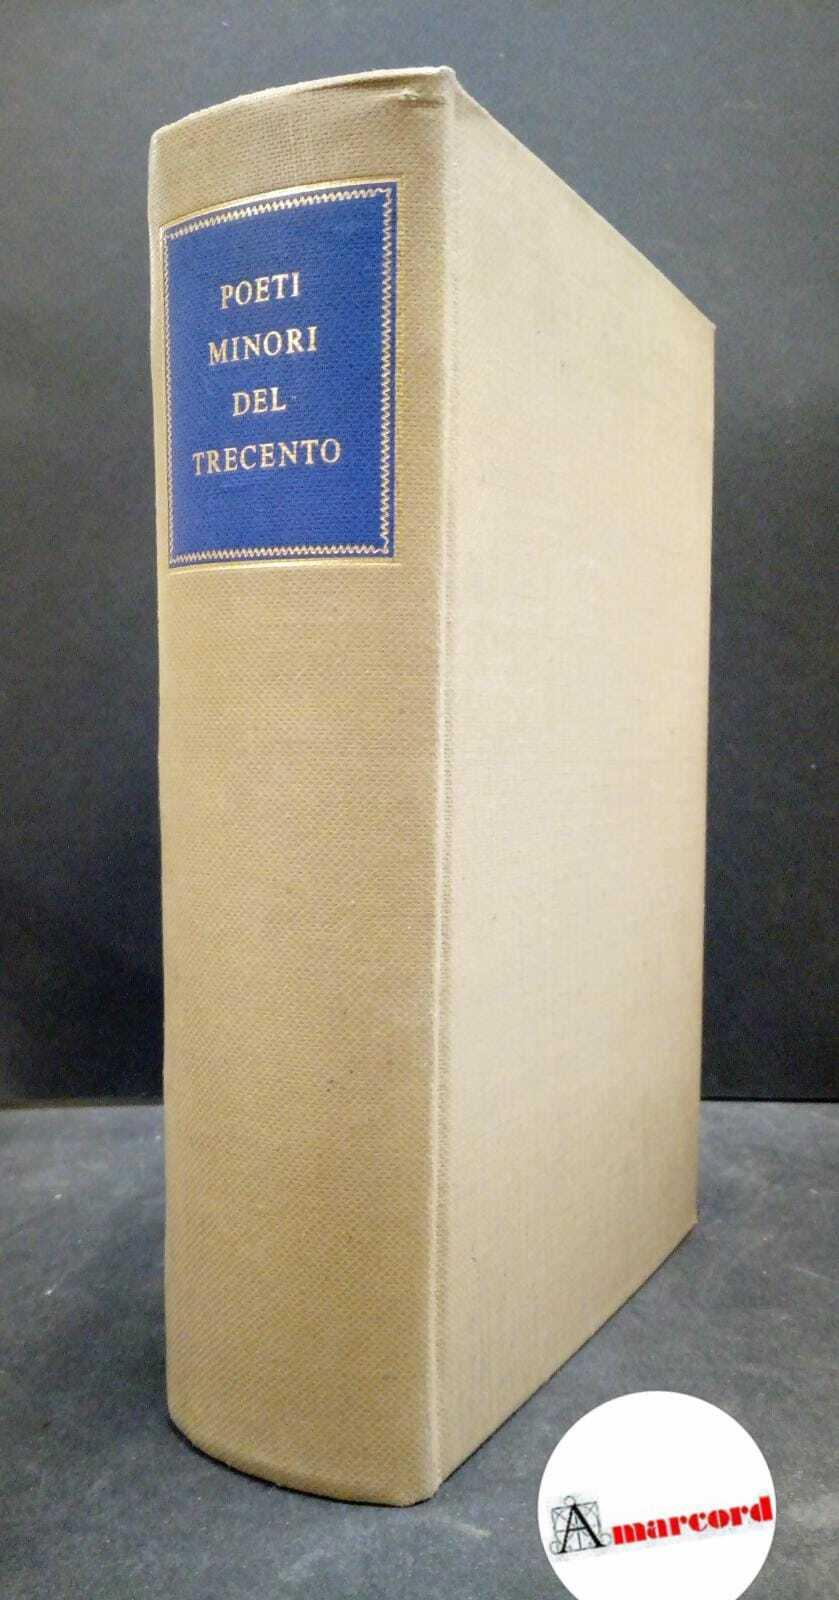 POETI
MINORI
DEL
TRECENTO
Amarcord